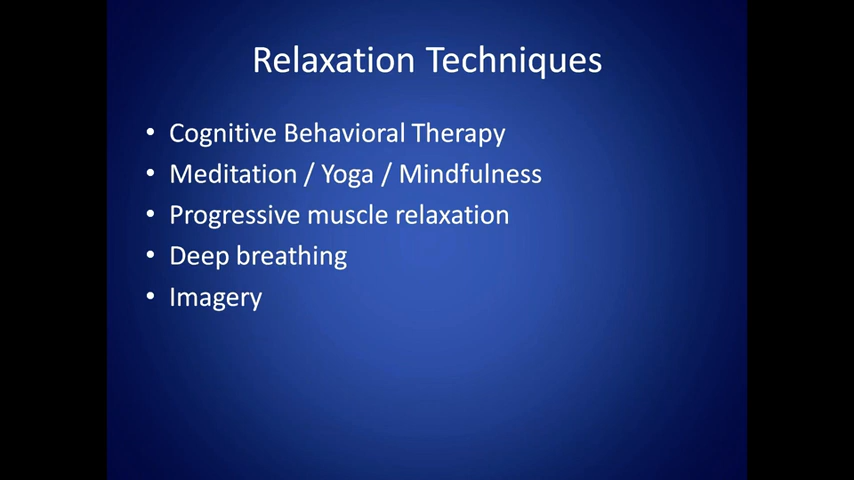 Relaxation Techniques
• Cognitive Behavioral Therapy
• Meditation / Yoga / Mindfulness
• Progressive muscle relaxation
• Deep breathing
• Imagery